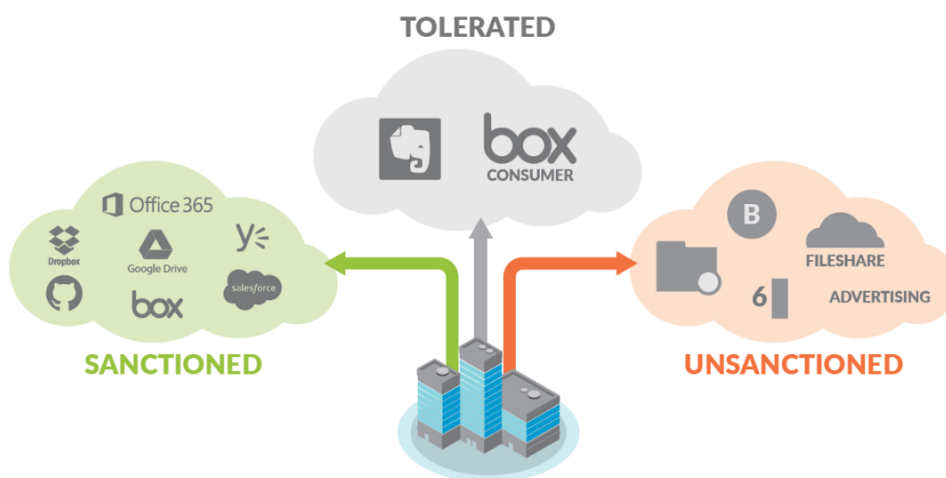 TOLERATED
box
CONSUMER
Office 365
Dropbox
Google Drive
y
box
salesforce
SANCTIONED
B
FILESHARE
6
ADVERTISING
UNSANCTIONED